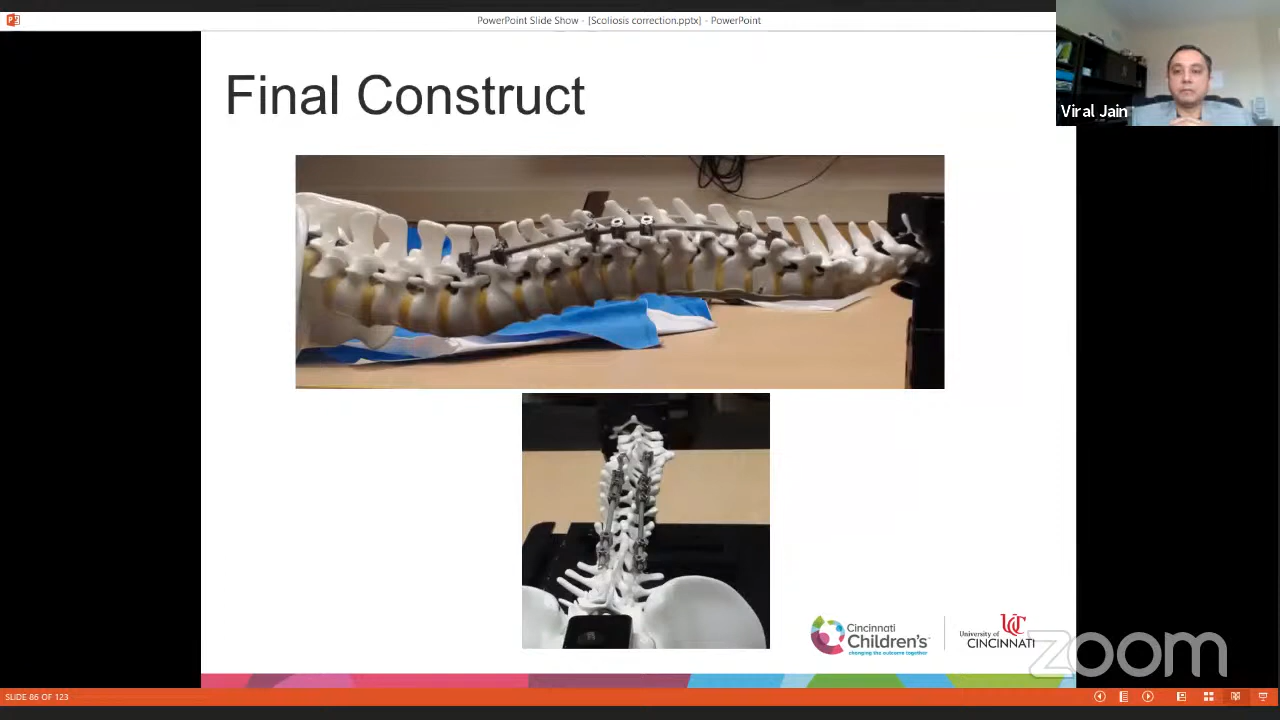 PowerPoint Slide Show - [Scoliosis correction.pptx] - PowerPoint
Viral Jain
Final Construct
Cincinnati
Children's
changing the outcome together
University of
CINCINNATI
zoom
SLIDE 86 OF 123